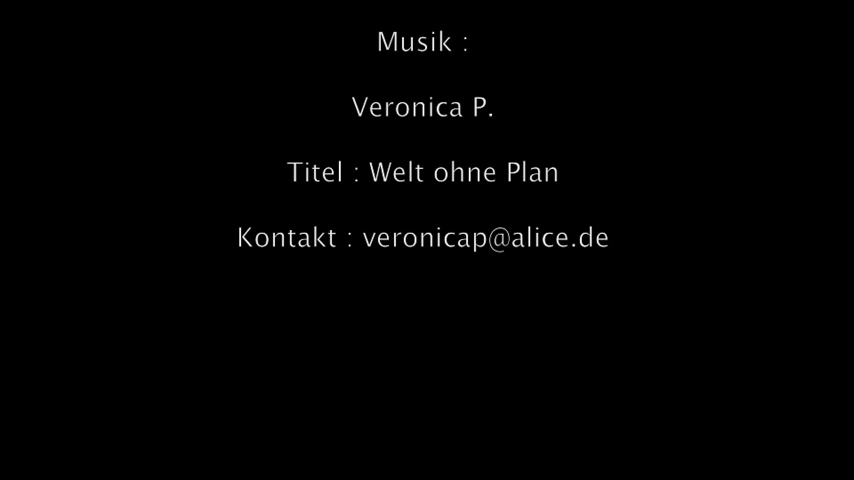 Musik :
Veronica P.
Titel : Welt ohne Plan
Kontakt : veronicap@alice.de